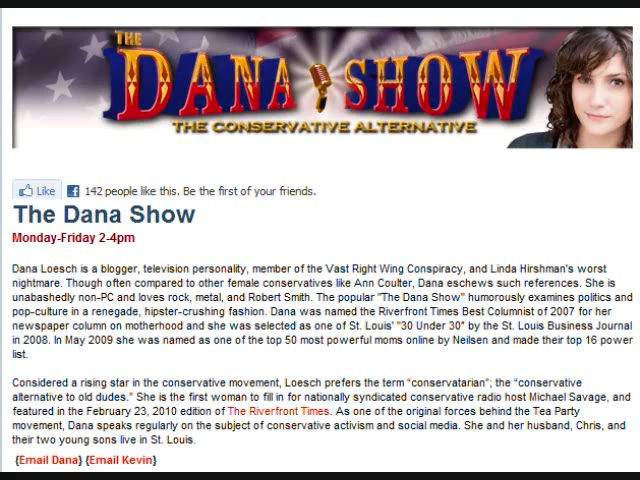 THE
DANA SHOW
THE CONSERVATIVE ALTERNATIVE
Like 142 people like this. Be the first of your friends.
The Dana Show
Monday-Friday 2-4pm
Dana Loesch is a blogger, television personality, member of the Vast Right Wing Conspiracy, and Linda Hirshman's worst
nightmare. Though often compared to other female conservatives like Ann Coulter, Dana eschews such references. She is
unabashedly non-PC and loves rock, metal, and Robert Smith. The popular "The Dana Show" humorously examines politics and
pop-culture in a renegade, hipster-crushing fashion. Dana was named the Riverfront Times Best Columnist of 2007 for her
newspaper column on motherhood and she was selected as one of St. Louis' "30 Under 30" by the St. Louis Business Journal
in 2008. In May 2009 she was named as one of the top 50 most powerful moms online by Neilsen and made their top 16 power
list.
Considered a rising star in the conservative movement, Loesch prefers the term “conservatarian”; the “conservative
alternative to old dudes.” She is the first woman to fill in for nationally syndicated conservative radio host Michael Savage, and
featured in the February 23, 2010 edition of The Riverfront Times. As one of the original forces behind the Tea Party
movement, Dana speaks regularly on the subject of conservative activism and social media. She and her husband, Chris, and
their two young sons live in St. Louis.
{Email Dana} {Email Kevin}